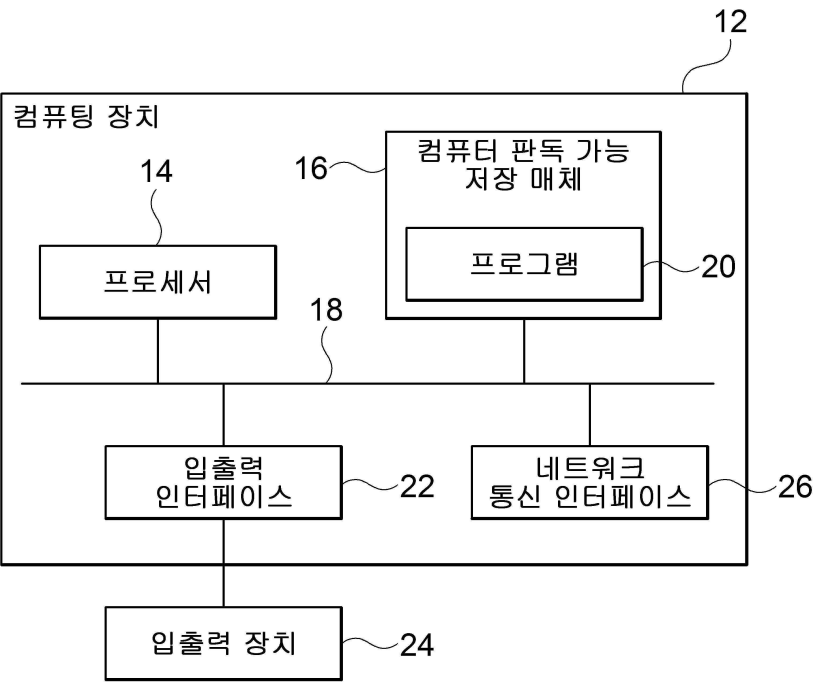 12
컴퓨팅 장치
14
프로세서
16
컴퓨터 판독 가능
저장 매체
프로그램
20
18
입출력
인터페이스
22
네트워크
통신 인터페이스
26
입출력 장치
24